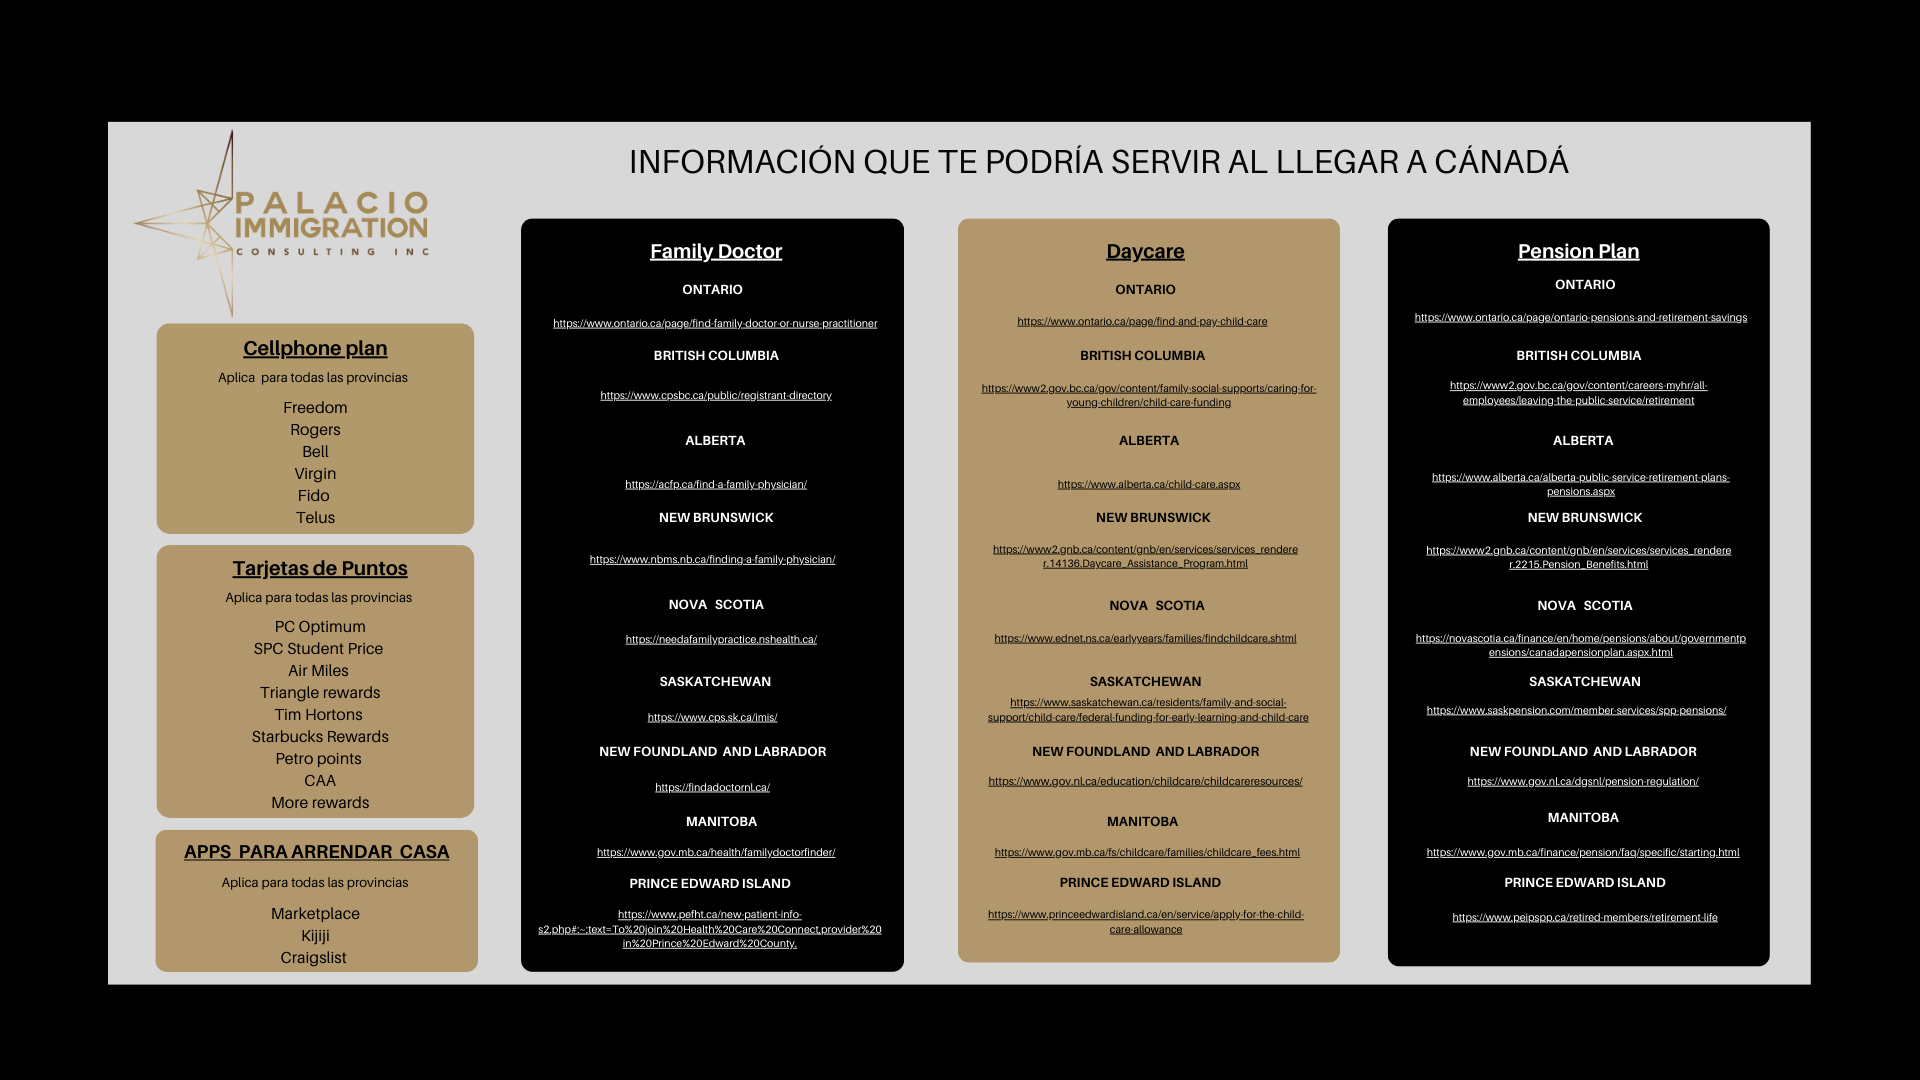 PALACIO
IMMIGRATION
CONSULTING INC
INFORMACIÓN QUE TE PODRÍA SERVIR AL LLEGAR A CÁNADÁ
Cellphone plan
Aplica para todas las provincias
Freedom
Rogers
Bell
Virgin
Fido
Telus
Tarjetas de Puntos
Aplica para todas las provincias
PC Optimum
SPC Student Price
Air Miles
Triangle rewards
Tim Hortons
Starbucks Rewards
Petro points
CAA
More rewards
APPS PARA ARRENDAR CASA
Aplica para todas las provincias
Marketplace
Kijiji
Craigslist
Family Doctor
ONTARIO
https://www.ontario.ca/page/find-family-doctor-or-nurse-practitioner
BRITISH COLUMBIA
https://www.cpsbc.ca/public/registrant-directory
ALBERTA
https://acfp.ca/find-a-family-physician/
NEW BRUNSWICK
https://www.nbms.nb.ca/finding-a-family-physician/
NOVA SCOTIA
https://needafamilypractice.nshealth.ca/
SASKATCHEWAN
https://www.cps.sk.ca/imis/
NEW FOUNDLAND AND LABRADOR
https://findadoctornl.ca/
MANITOBA
https://www.gov.mb.ca/health/familydoctorfinder/
PRINCE EDWARD ISLAND
https://www.pefht.ca/new-patient-info-
s2.php#:~:text=To%20join%20Health%20Care%20Connect,provider%20
in%20Prince%20Edward%20County.
Daycare
ONTARIO
https://www.ontario.ca/page/find-and-pay-child-care
BRITISH COLUMBIA
https://www2.gov.bc.ca/gov/content/family-social-supports/caring-for-
young-children/child-care-funding
ALBERTA
https://www.alberta.ca/child-care.aspx
NEW BRUNSWICK
https://www2.gnb.ca/content/gnb/en/services/services_rendere
r.14136.Daycare_Assistance_Program.html
NOVA SCOTIA
https://www.ednet.ns.ca/earlyyears/families/findchildcare.shtml
SASKATCHEWAN
https://www.saskatchewan.ca/residents/family-and-social-
support/child-care/federal-funding-for-early-learning-and-child-care
NEW FOUNDLAND AND LABRADOR
https://www.gov.nl.ca/education/childcare/childcareresources/
MANITOBA
https://www.gov.mb.ca/fs/childcare/families/childcare_fees.html
PRINCE EDWARD ISLAND
https://www.princeedwardisland.ca/en/service/apply-for-the-child-
care-allowance
Pension Plan
ONTARIO
https://www.ontario.ca/page/ontario-pensions-and-retirement-savings
BRITISH COLUMBIA
https://www2.gov.bc.ca/gov/content/careers-myhr/all-
employees/leaving-the-public-service/retirement
ALBERTA
https://www.alberta.ca/alberta-public-service-retirement-plans-
pensions.aspx
NEW BRUNSWICK
https://www2.gnb.ca/content/gnb/en/services/services_rendere
r.2215.Pension_Benefits.html
NOVA SCOTIA
https://novascotia.ca/finance/en/home/pensions/about/governmentp
ensions/canadapensionplan.aspx.html
SASKATCHEWAN
https://www.saskpension.com/member-services/spp-pensions/
NEW FOUNDLAND AND LABRADOR
https://www.gov.nl.ca/dgsnl/pension-regulation/
MANITOBA
https://www.gov.mb.ca/finance/pension/faq/specific/starting.html
PRINCE EDWARD ISLAND
https://www.peipspp.ca/retired-members/retirement-life